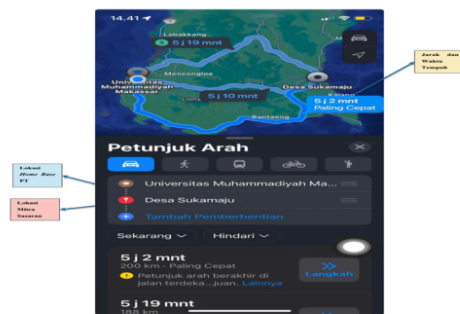 14.41
Labakkang
5 j 19 mnt
Universitas
Muhammadiyah
Makassar
Moncongloe
5 j 10 mnt
Desa Sukamaju
5 j 2 mnt
Paling Cepat
Bantaeng
Jarak dan
Waktu
Tempuh
Petunjuk Arah
Lokasi
Home Base
PT
Lokasi
Mitra
Sasaran
Universitas Muhammadiyah Ma...
Desa Sukamaju
Tambah Pemberhentian
Sekarang
Hindari
5 j 2 mnt
200 km · Paling Cepat
Petunjuk arah berakhir di
jalan terdeka...juan. Lainnya
Langkah
5 j 19 mnt
188 km